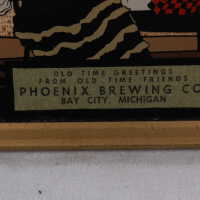 OLD TIME GREETINGS
FROM OLD TIME FRIENDS
PHOENIX BREWING CO
BAY CITY, MICHIGAN